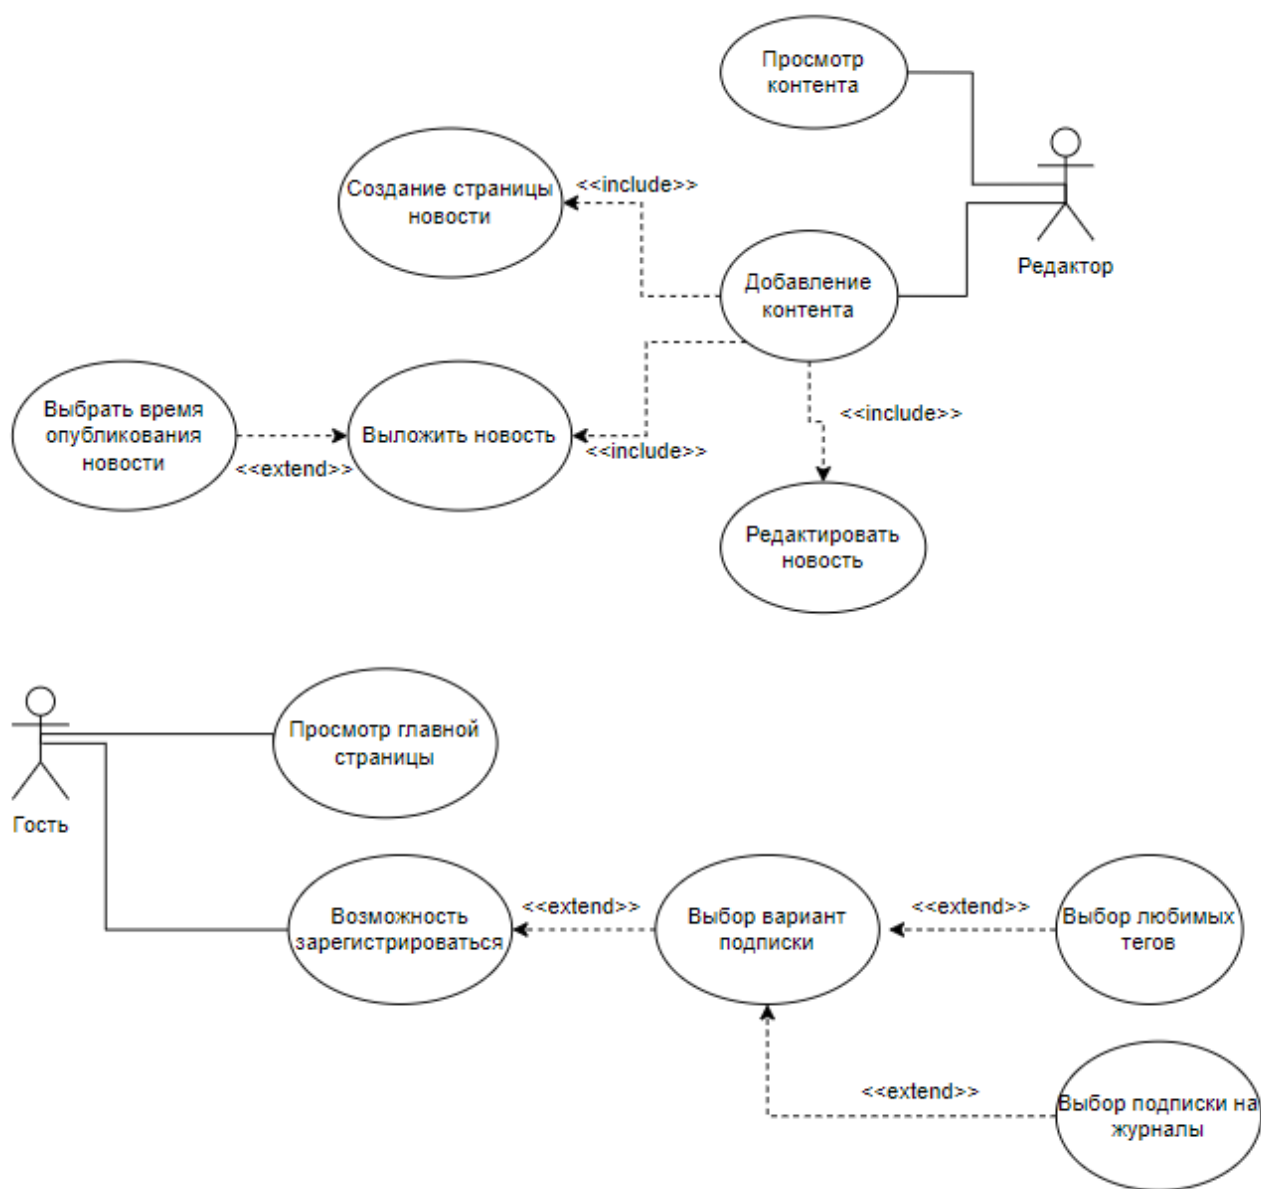 Просмотр
контента
Создание страницы
новости
<<include>>
Редактор
Добавление
контента
Выбрать время
опубликования
новости
<<extend>>
Выложить новость
<<include>>
<<include>>
Редактировать
новость
Просмотр главной
страницы
Гость
Возможность
зарегистрироваться
<<extend>>
Выбор вариант
подписки
<<extend>>
Выбор любимых
тегов
<<extend>>
Выбор подписки на
журналы